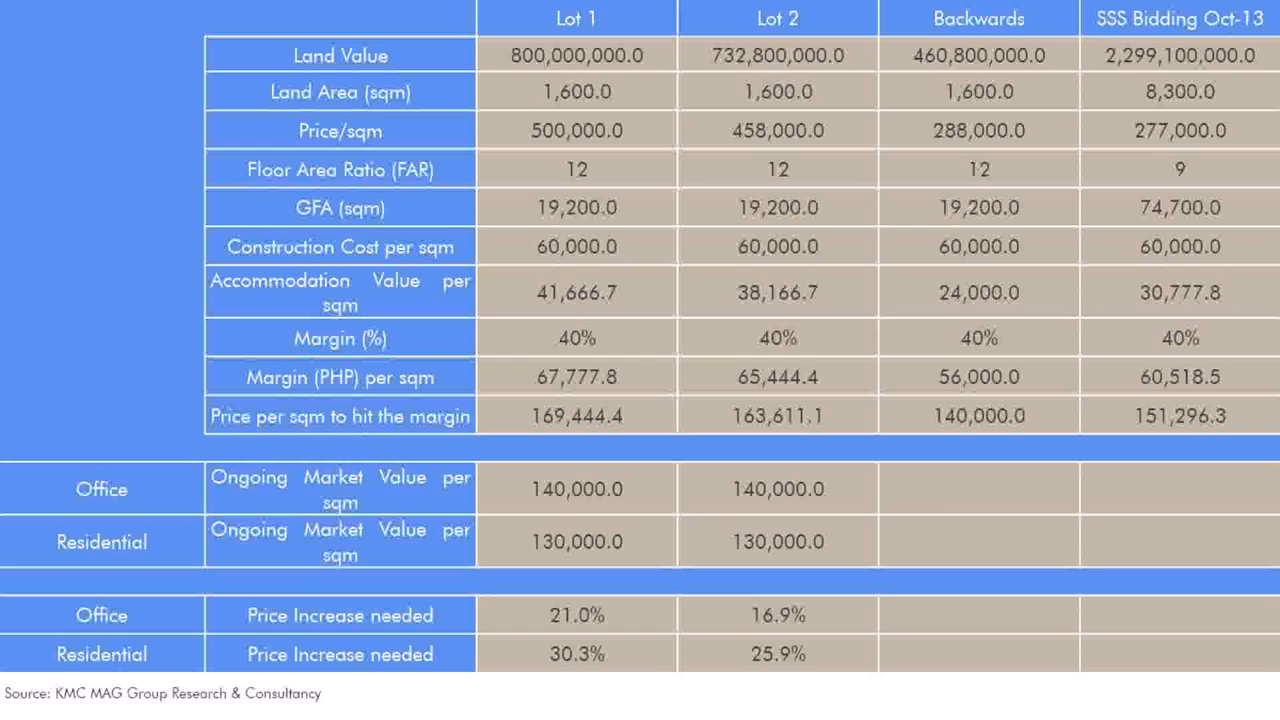 Lot 1 Lot 2 Backwards SSS Bidding Oct-13
Land Value 800,000,000.0 732,800,000.0 460,800,000.0 2,299,100,000.0
Land Area (sqm) 1,600.0 1,600.0 1,600.0 8,300.0
Price/sqm 500,000.0 458,000.0 288,000.0 277,000.0
Floor Area Ratio (FAR) 12 12 12 9
GFA (sqm) 19,200.0 19,200.0 19,200.0 74,700.0
Construction Cost per sqm 60,000.0 60,000.0 60,000.0 60,000.0
Accommodation Value per
sqm 41,666.7 38,166.7 24,000.0 30,777.8
Margin (%) 40% 40% 40% 40%
Margin (PHP) per sqm 67,777.8 65,444.4 56,000.0 60,518.5
Price per sqm to hit the margin 169,444.4 163,611.1 140,000.0 151,296.3
Office Ongoing Market Value per
sqm 140,000.0 140,000.0
Residential Ongoing Market Value per
sqm 130,000.0 130,000.0
Office Price Increase needed 21.0% 16.9%
Residential Price Increase needed 30.3% 25.9%
Source: KMC MAG Group Research & Consultancy